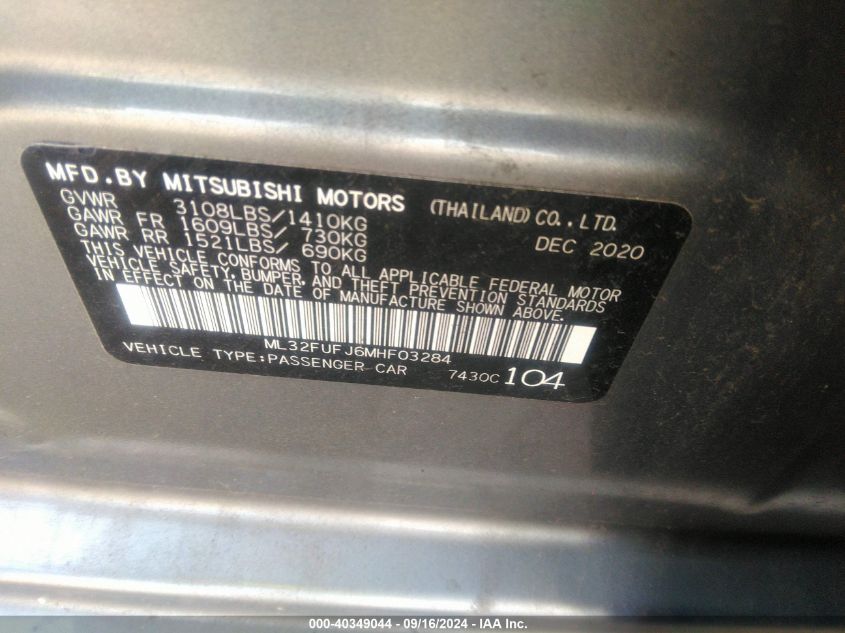 MFD.BY MITSUBISHI MOTORS (THAILAND) CO.,LTD.
GVWR 3108LBS/1410KG DEC 2020
GAWR FR 1609LBS/ 730KG
GAWR RR 1521LBS/ 690KG
THIS VEHICLE CONFORMS TO ALL APPLICABLE FEDERAL MOTOR
VEHICLE SAFETY, BUMPER, AND THEFT PREVENTION STANDARDS
IN EFFECT ON THE DATE OF MANUFACTURE SHOWN ABOVE.
ML32FUFJ6MHF03284
VEHICLE TYPE:PASSENGER CAR 7430C 104
000-40349044 - 09/16/2024 - IAA Inc.